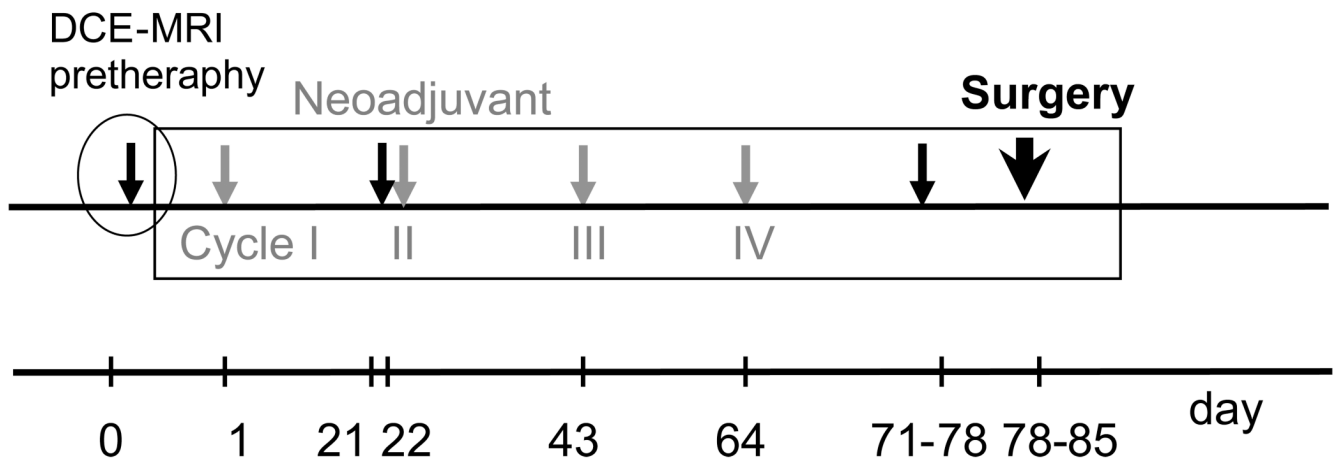 DCE-MRI
pretheraphy
Neoadjuvant
Surgery
Cycle I II III IV
0 1 21 22 43 64 71-78 78-85 day